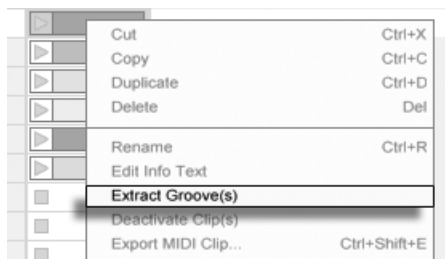 Cut Ctrl+X
Copy Ctrl+C
Duplicate Ctrl+D
Delete Del
Rename Ctrl+R
Edit Info Text
Extract Groove(s)
Deactivate Clip(s)
Export MIDI Clip... Ctrl+Shift+E